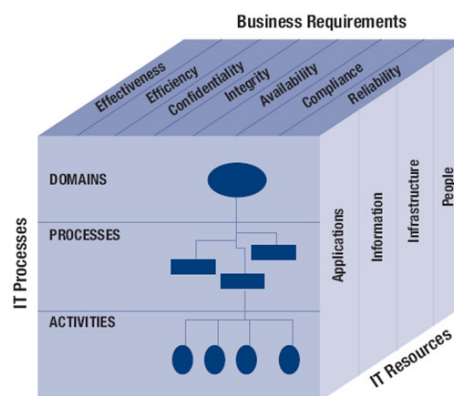 Business Requirements
Effectiveness
Efficiency
Confidentiality
Integrity
Availability
Compliance
Reliability
IT Processes
DOMAINS
PROCESSES
ACTIVITIES
Applications
Information
Infrastructure
People
IT Resources